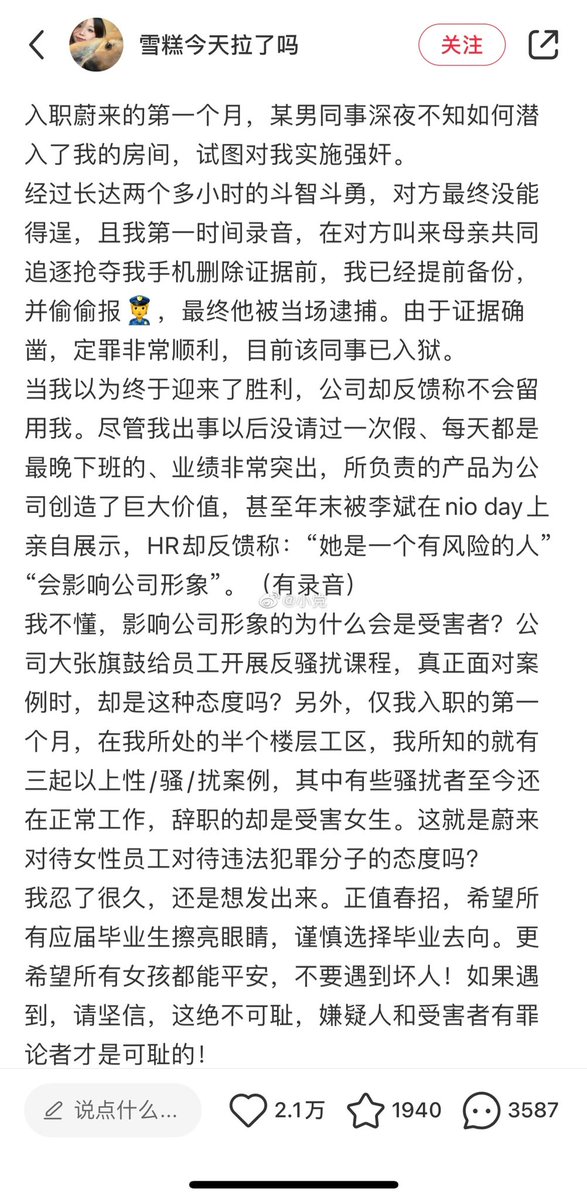 雪糕今天拉了吗
关注
入职蔚来的第一个月，某男同事深夜不知如何潜
入了我的房间，试图对我实施强奸。
经过长达两个多小时的斗智斗勇，对方最终没能
得逞，且我第一时间录音，在对方叫来母亲共同
追逐抢夺我手机删除证据前，我已经提前备份，
并偷偷报👮，最终他被当场逮捕。由于证据确
凿，定罪非常顺利，目前该同事已入狱。
当我以为终于迎来了胜利，公司却反馈称不会留
用我。尽管我出事以后没请过一次假、每天都是
最晚下班的、业绩非常突出，所负责的产品为公
司创造了巨大价值，甚至年末被李斌在nio day上
亲自展示，HR却反馈称：“她是一个有风险的人”
“会影响公司形象”。（有录音）
我不懂，影响公司形象的为什么会是受害者？公
司大张旗鼓给员工开展反骚扰课程，真正面对案
例时，却是这种态度吗？另外，仅我入职的第一
个月，在我所处的半个楼层工区，我所知的就有
三起以上性/骚/扰案例，其中有些骚扰者至今还
在正常工作，辞职的却是受害女生。这就是蔚来
对待女性员工对待违法犯罪分子的态度吗？
我忍了很久，还是想发出来。正值春招，希望所
有应届毕业生擦亮眼睛，谨慎选择毕业去向。更
希望所有女孩都能平安，不要遇到坏人！如果遇
到，请坚信，这绝不可耻，嫌疑人和受害者有罪
论者才是可耻的！
说点什么...
2.1万
1940
3587